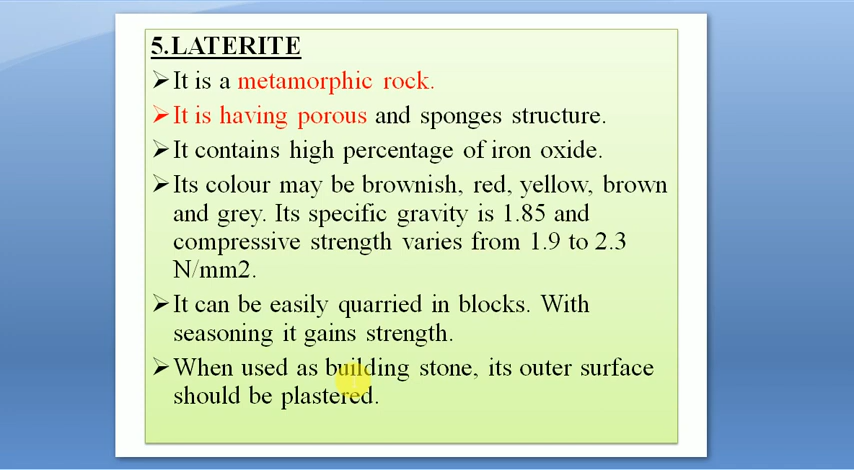 5.LATERITE
➢It is a metamorphic rock.
➢It is having porous and sponges structure.
➢It contains high percentage of iron oxide.
➢Its colour may be brownish, red, yellow, brown
and grey. Its specific gravity is 1.85 and
compressive strength varies from 1.9 to 2.3
N/mm2.
➢It can be easily quarried in blocks. With
seasoning it gains strength.
➢When used as building stone, its outer surface
should be plastered.